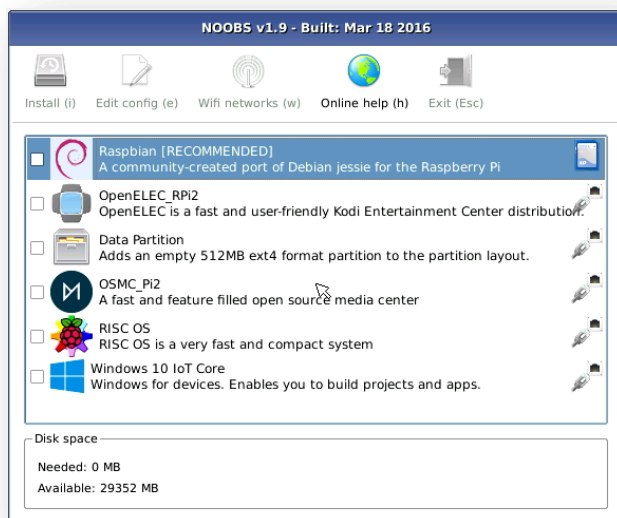 NOOBS v1.9 - Built: Mar 18 2016
Install (i) Edit config (e) Wifi networks (w) Online help (h) Exit (Esc)
Raspbian [RECOMMENDED]
A community-created port of Debian jessie for the Raspberry Pi
OpenELEC_RPi2
OpenELEC is a fast and user-friendly Kodi Entertainment Center distribution.
Data Partition
Adds an empty 512MB ext4 format partition to the partition layout.
OSMC_Pi2
A fast and feature filled open source media center
RISC OS
RISC OS is a very fast and compact system
Windows 10 IoT Core
Windows for devices. Enables you to build projects and apps.
Disk space
Needed: 0 MB
Available: 29352 MB